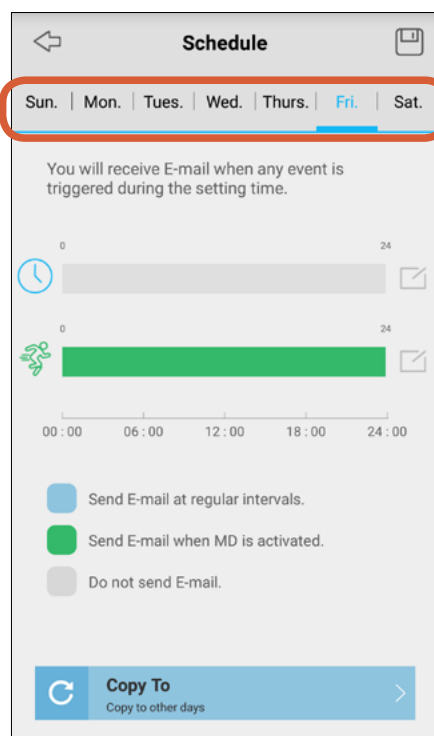 Schedule
Sun. | Mon. | Tues. | Wed. | Thurs. | Fri. | Sat.
You will receive E-mail when any event is
triggered during the setting time.
0 24
0 24
00 : 00 06 : 00 12 : 00 18 : 00 24 : 00
Send E-mail at regular intervals.
Send E-mail when MD is activated.
Do not send E-mail.
Copy To
Copy to other days